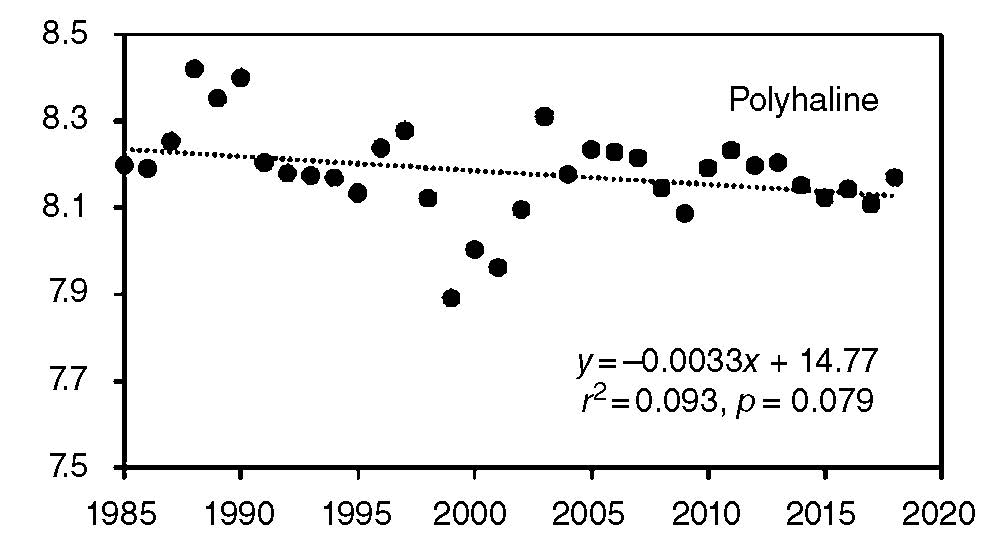 8.5
8.3
8.1
7.9
7.7
7.5
Polyhaline
y=−0.0033x + 14.77
r²=0.093, p = 0.079
1985 1990 1995 2000 2005 2010 2015 2020